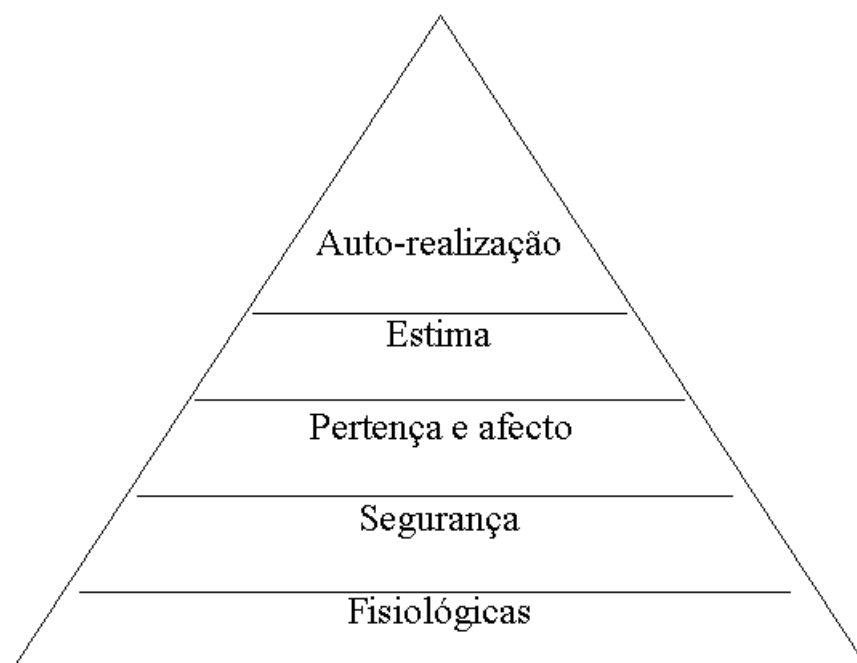 Auto-realização
Estima
Pertença e afecto
Segurança
Fisiológicas